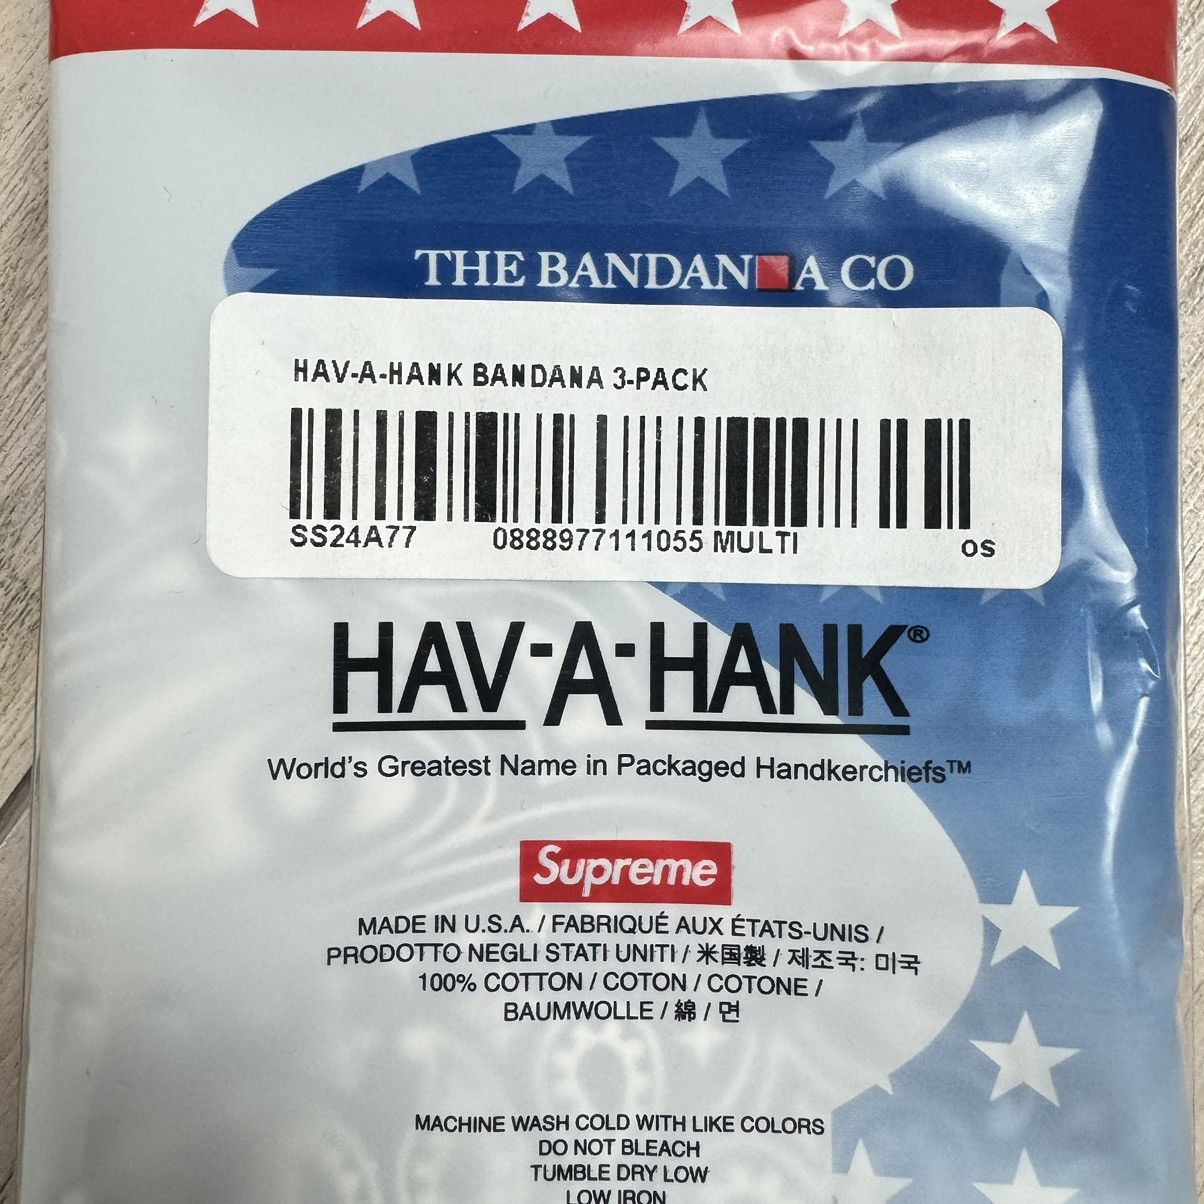 THE BANDANA CO
HAV-A-HANK BANDANA 3-PACK
SS24A77 0888977111055 MULTI OS
HAV-A-HANK®
World's Greatest Name in Packaged Handkerchiefs™
Supreme
MADE IN U.S.A. / FABRIQUÉ AUX ÉTATS-UNIS /
PRODOTTO NEGLI STATI UNITI / 米国製 / 제조국: 미국
100% COTTON / COTON / COTONE /
BAUMWOLLE / 綿 / 면
MACHINE WASH COLD WITH LIKE COLORS
DO NOT BLEACH
TUMBLE DRY LOW
LOW IRON